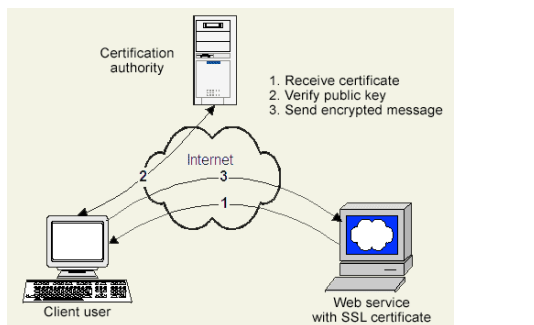 Certification
authority
1. Receive certificate
2. Verify public key
3. Send encrypted message
Internet
2
3
1
Client user
Web service
with SSL certificate